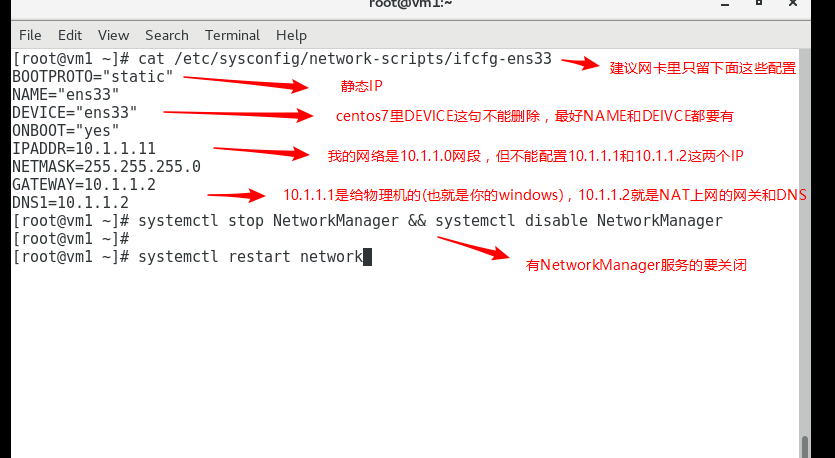 root@vm1:~
File Edit View Search Terminal Help
[root@vm1 ~]# cat /etc/sysconfig/network-scripts/ifcfg-ens33
建议网卡里只留下面这些配置
BOOTPROTO="static"
静态IP
NAME="ens33"
DEVICE="ens33"
centos7里DEVICE这句不能删除，最好NAME和DEIVCE都要有
ONBOOT="yes"
IPADDR=10.1.1.11
我的网络是10.1.1.0网段，但不能配置10.1.1.1和10.1.1.2这两个IP
NETMASK=255.255.255.0
GATEWAY=10.1.1.2
10.1.1.1是给物理机的(也就是你的windows)，10.1.1.2就是NAT上网的网关和DNS
DNS1=10.1.1.2
[root@vm1 ~]# systemctl stop NetworkManager && systemctl disable NetworkManager
[root@vm1 ~]#
[root@vm1 ~]# systemctl restart network
有NetworkManager服务的要关闭